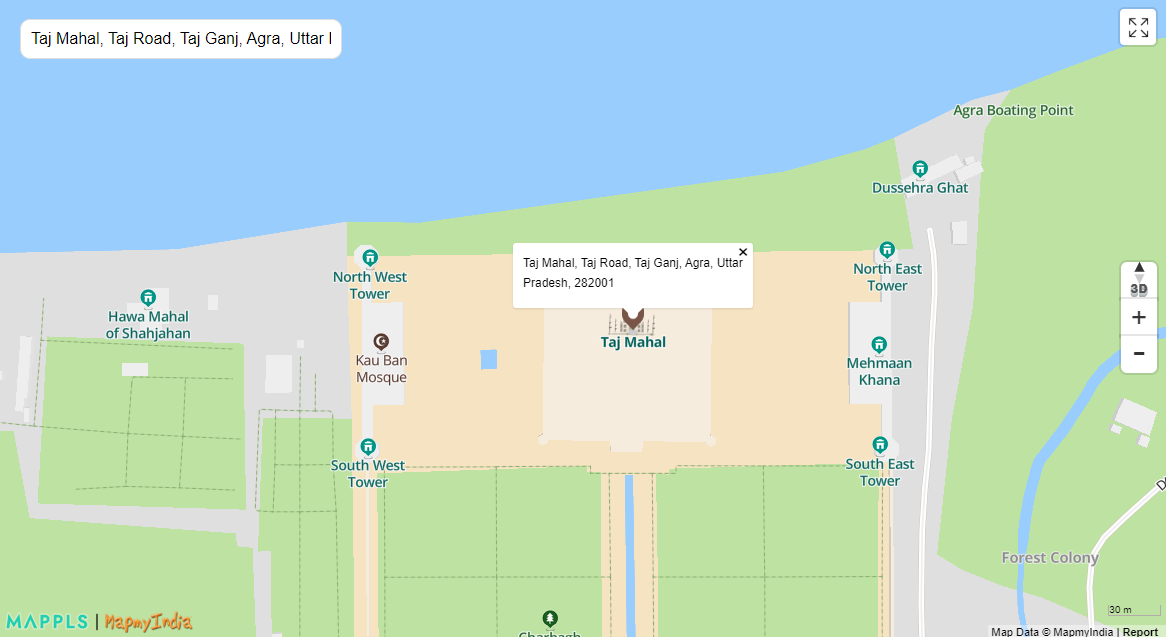 Taj Mahal, Taj Road, Taj Ganj, Agra, Uttar
Agra Boating Point
Dussehra Ghat
Taj Mahal, Taj Road, Taj Ganj, Agra, Uttar
Pradesh, 282001
North West
Tower
North East
Tower
3D
Hawa Mahal
of Shahjahan
Taj Mahal
Kau Ban
Mosque
Mehmaan
Khana
South West
Tower
South East
Tower
Forest Colony
30 m
MAPPLS | MapmyIndia
Charbagh
Map Data © MapmyIndia | Report